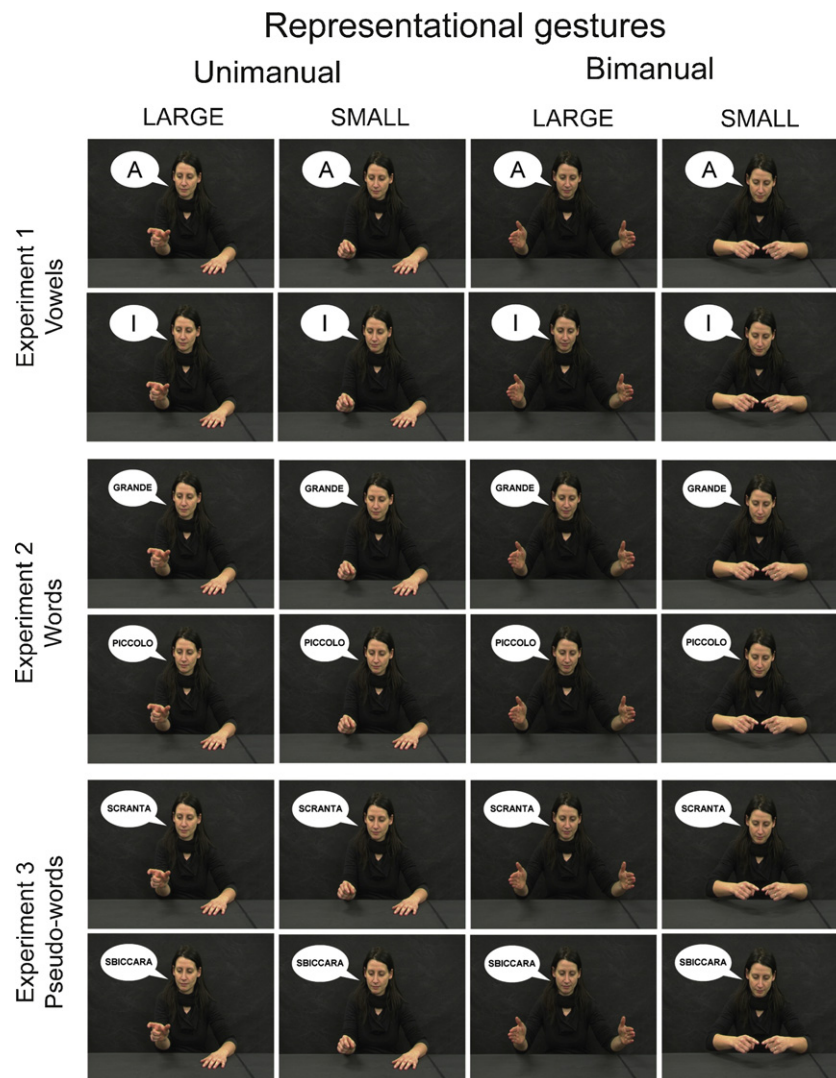 Representational gestures
Unimanual Bimanual
LARGE SMALL LARGE SMALL
Experiment 1
Vowels
A A A A
I I I I
Experiment 2
Words
GRANDE GRANDE GRANDE GRANDE
PICCOLO PICCOLO PICCOLO PICCOLO
Experiment 3
Pseudo-words
SCRANTA SCRANTA SCRANTA SCRANTA
SBICCARA SBICCARA SBICCARA SBICCARA